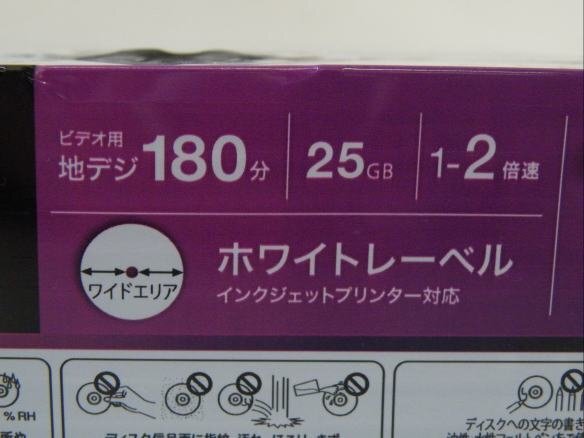 ビデオ用
地デジ180分 25GB 1-2倍速
ホワイトレーベル
インクジェットプリンター対応
ワイドエリア
%RH
ディスクへの文字の書き